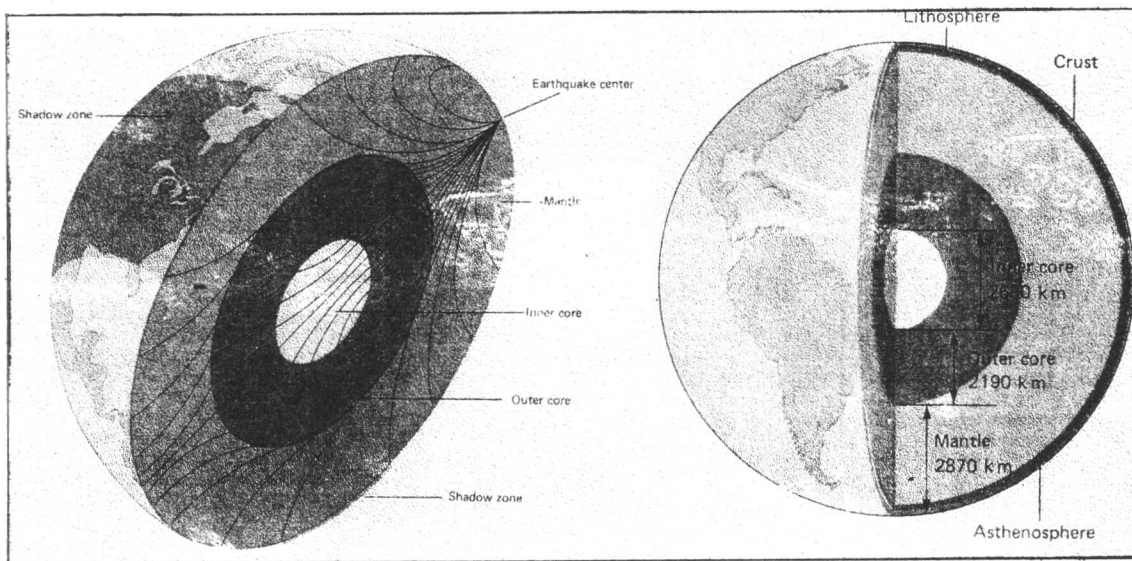 Shadow zone
Earthquake center
-Mantle
Inner core
Outer core
Shadow zone
Lithosphere
Crust
Inner core
km
Outer core
2190 km
Mantle
2870 km
Asthenosphere